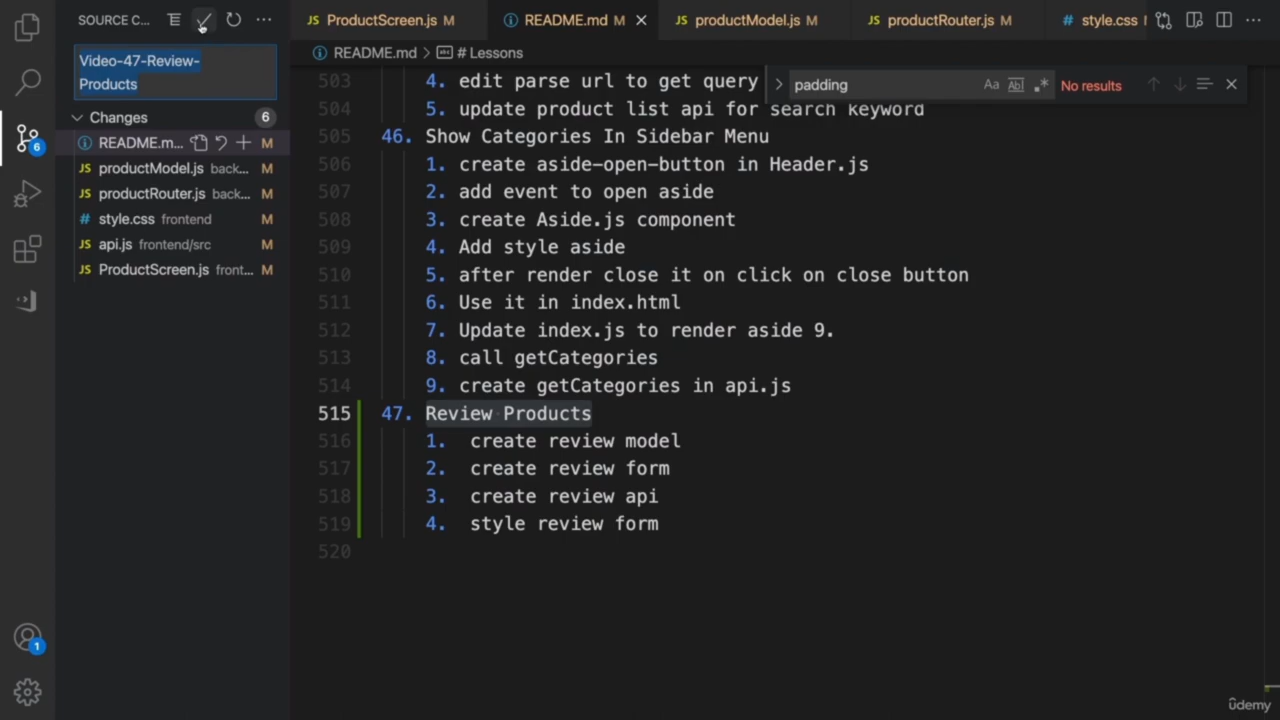 SOURCE C...
ProductScreen.js M
README.md M
productModel.js M
productRouter.js M
style.css M
README.md > # Lessons
Video-47-Review-
Products
Changes 6
README.m... M
productModel.js back... M
productRouter.js back... M
style.css frontend M
api.js frontend/src M
ProductScreen.js front... M
6
1
padding
Aa
No results
503 4. edit parse url to get query
504 5. update product list api for search keyword
505 46. Show Categories In Sidebar Menu
506 1. create aside-open-button in Header.js
507 2. add event to open aside
508 3. create Aside.js component
509 4. Add style aside
510 5. after render close it on click on close button
511 6. Use it in index.html
512 7. Update index.js to render aside 9.
513 8. call getCategories
514 9. create getCategories in api.js
515 47. Review Products
516 1. create review model
517 2. create review form
518 3. create review api
519 4. style review form
520
ûdemy